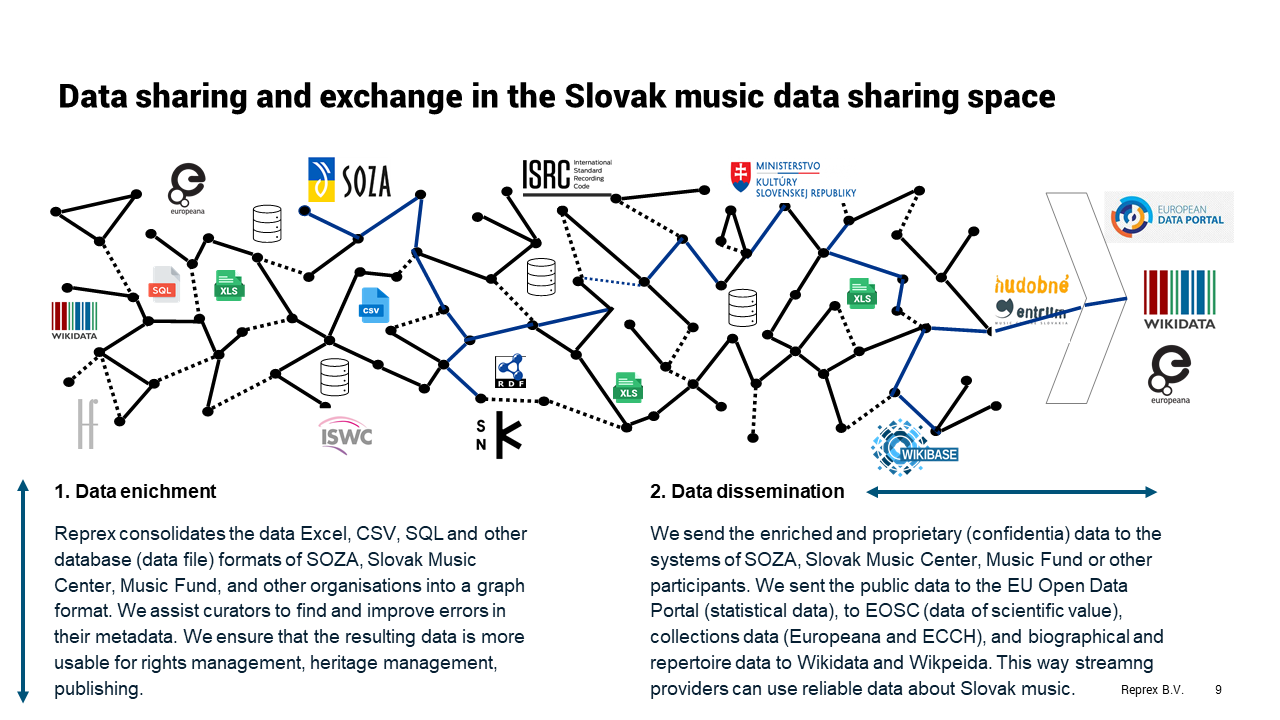 Data sharing and exchange in the Slovak music data sharing space
europeana
SOZA
ISRC
International
Standard
Recording
Code
MINISTERSTVO
KULTÚRY
SLOVENSKEJ REPUBLIKY
EUROPEAN
DATA PORTAL
SQL
XLS
CSV
XLS
hudobné
centrum
WIKIDATA
WIKIDATA
RDF
XLS
europeana
hf
ISWC
S
N
K
WIKIBASE
1. Data enichment
Reprex consolidates the data Excel, CSV, SQL and other
database (data file) formats of SOZA, Slovak Music
Center, Music Fund, and other organisations into a graph
format. We assist curators to find and improve errors in
their metadata. We ensure that the resulting data is more
usable for rights management, heritage management,
publishing.
2. Data dissemination
We send the enriched and proprietary (confidentia) data to the
systems of SOZA, Slovak Music Center, Music Fund or other
participants. We sent the public data to the EU Open Data
Portal (statistical data), to EOSC (data of scientific value),
collections data (Europeana and ECCH), and biographical and
repertoire data to Wikidata and Wikpeida. This way streamng
providers can use reliable data about Slovak music.
Reprex B.V.
9